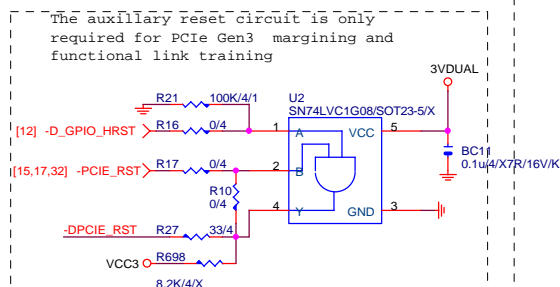 The auxillary reset circuit is only
required for PCIe Gen3 margining and
functional link training
3VDUAL
R21 100K/4/1
U2
SN74LVC1G08/SOT23-5/X
[12] -D_GPIO_HRST R16 0/4 1 A VCC 5
BC11
0.1u/4/X7R/16V/K
[15,17,32] -PCIE_RST R17 0/4 2 B
R10
0/4
-DPCIE_RST R27 33/4 4 Y GND 3
VCC3 R698
8.2K/4/X